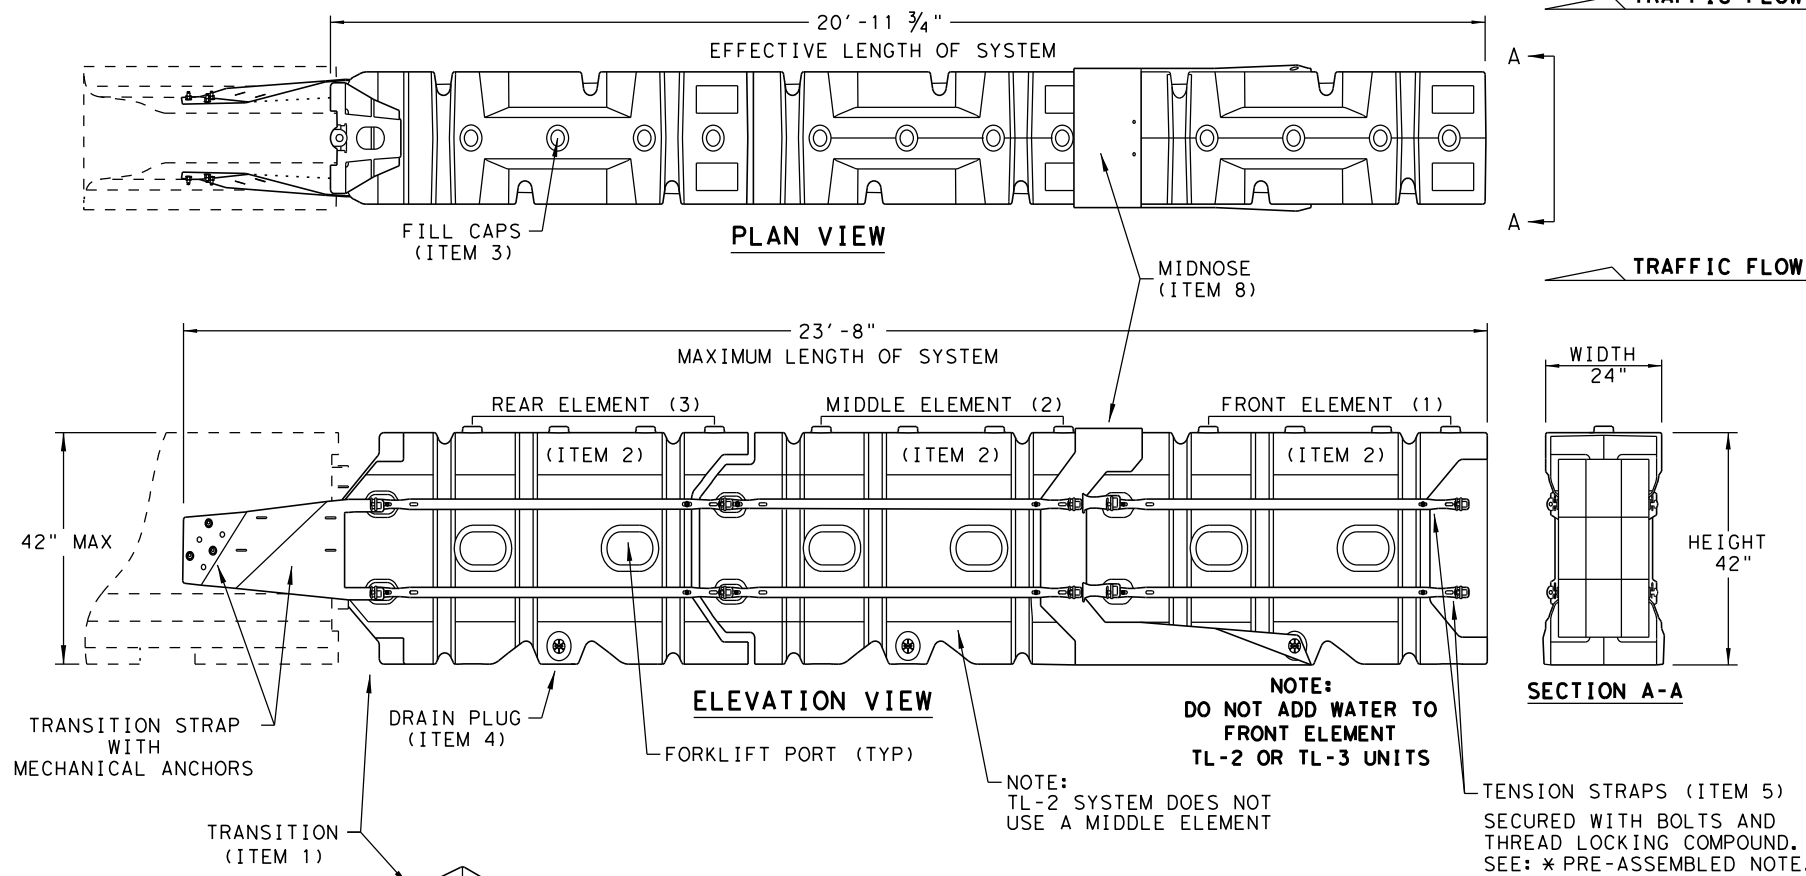 TRAFFIC FLOW
20'-11 3/4"
EFFECTIVE LENGTH OF SYSTEM
A
A
FILL CAPS
(ITEM 3)
PLAN VIEW
MIDNOSE
(ITEM 8)
TRAFFIC FLOW
23'-8"
MAXIMUM LENGTH OF SYSTEM
WIDTH
24"
REAR ELEMENT (3)
MIDDLE ELEMENT (2)
FRONT ELEMENT (1)
(ITEM 2)
(ITEM 2)
(ITEM 2)
42" MAX
HEIGHT
42"
SECTION A-A
ELEVATION VIEW
NOTE:
DO NOT ADD WATER TO
FRONT ELEMENT
TL-2 OR TL-3 UNITS
TRANSITION STRAP
WITH
MECHANICAL ANCHORS
DRAIN PLUG
(ITEM 4)
FORKLIFT PORT (TYP)
NOTE:
TL-2 SYSTEM DOES NOT
USE A MIDDLE ELEMENT
TENSION STRAPS (ITEM 5)
SECURED WITH BOLTS AND
THREAD LOCKING COMPOUND.
SEE: * PRE-ASSEMBLED NOTE.
TRANSITION
(ITEM 1)